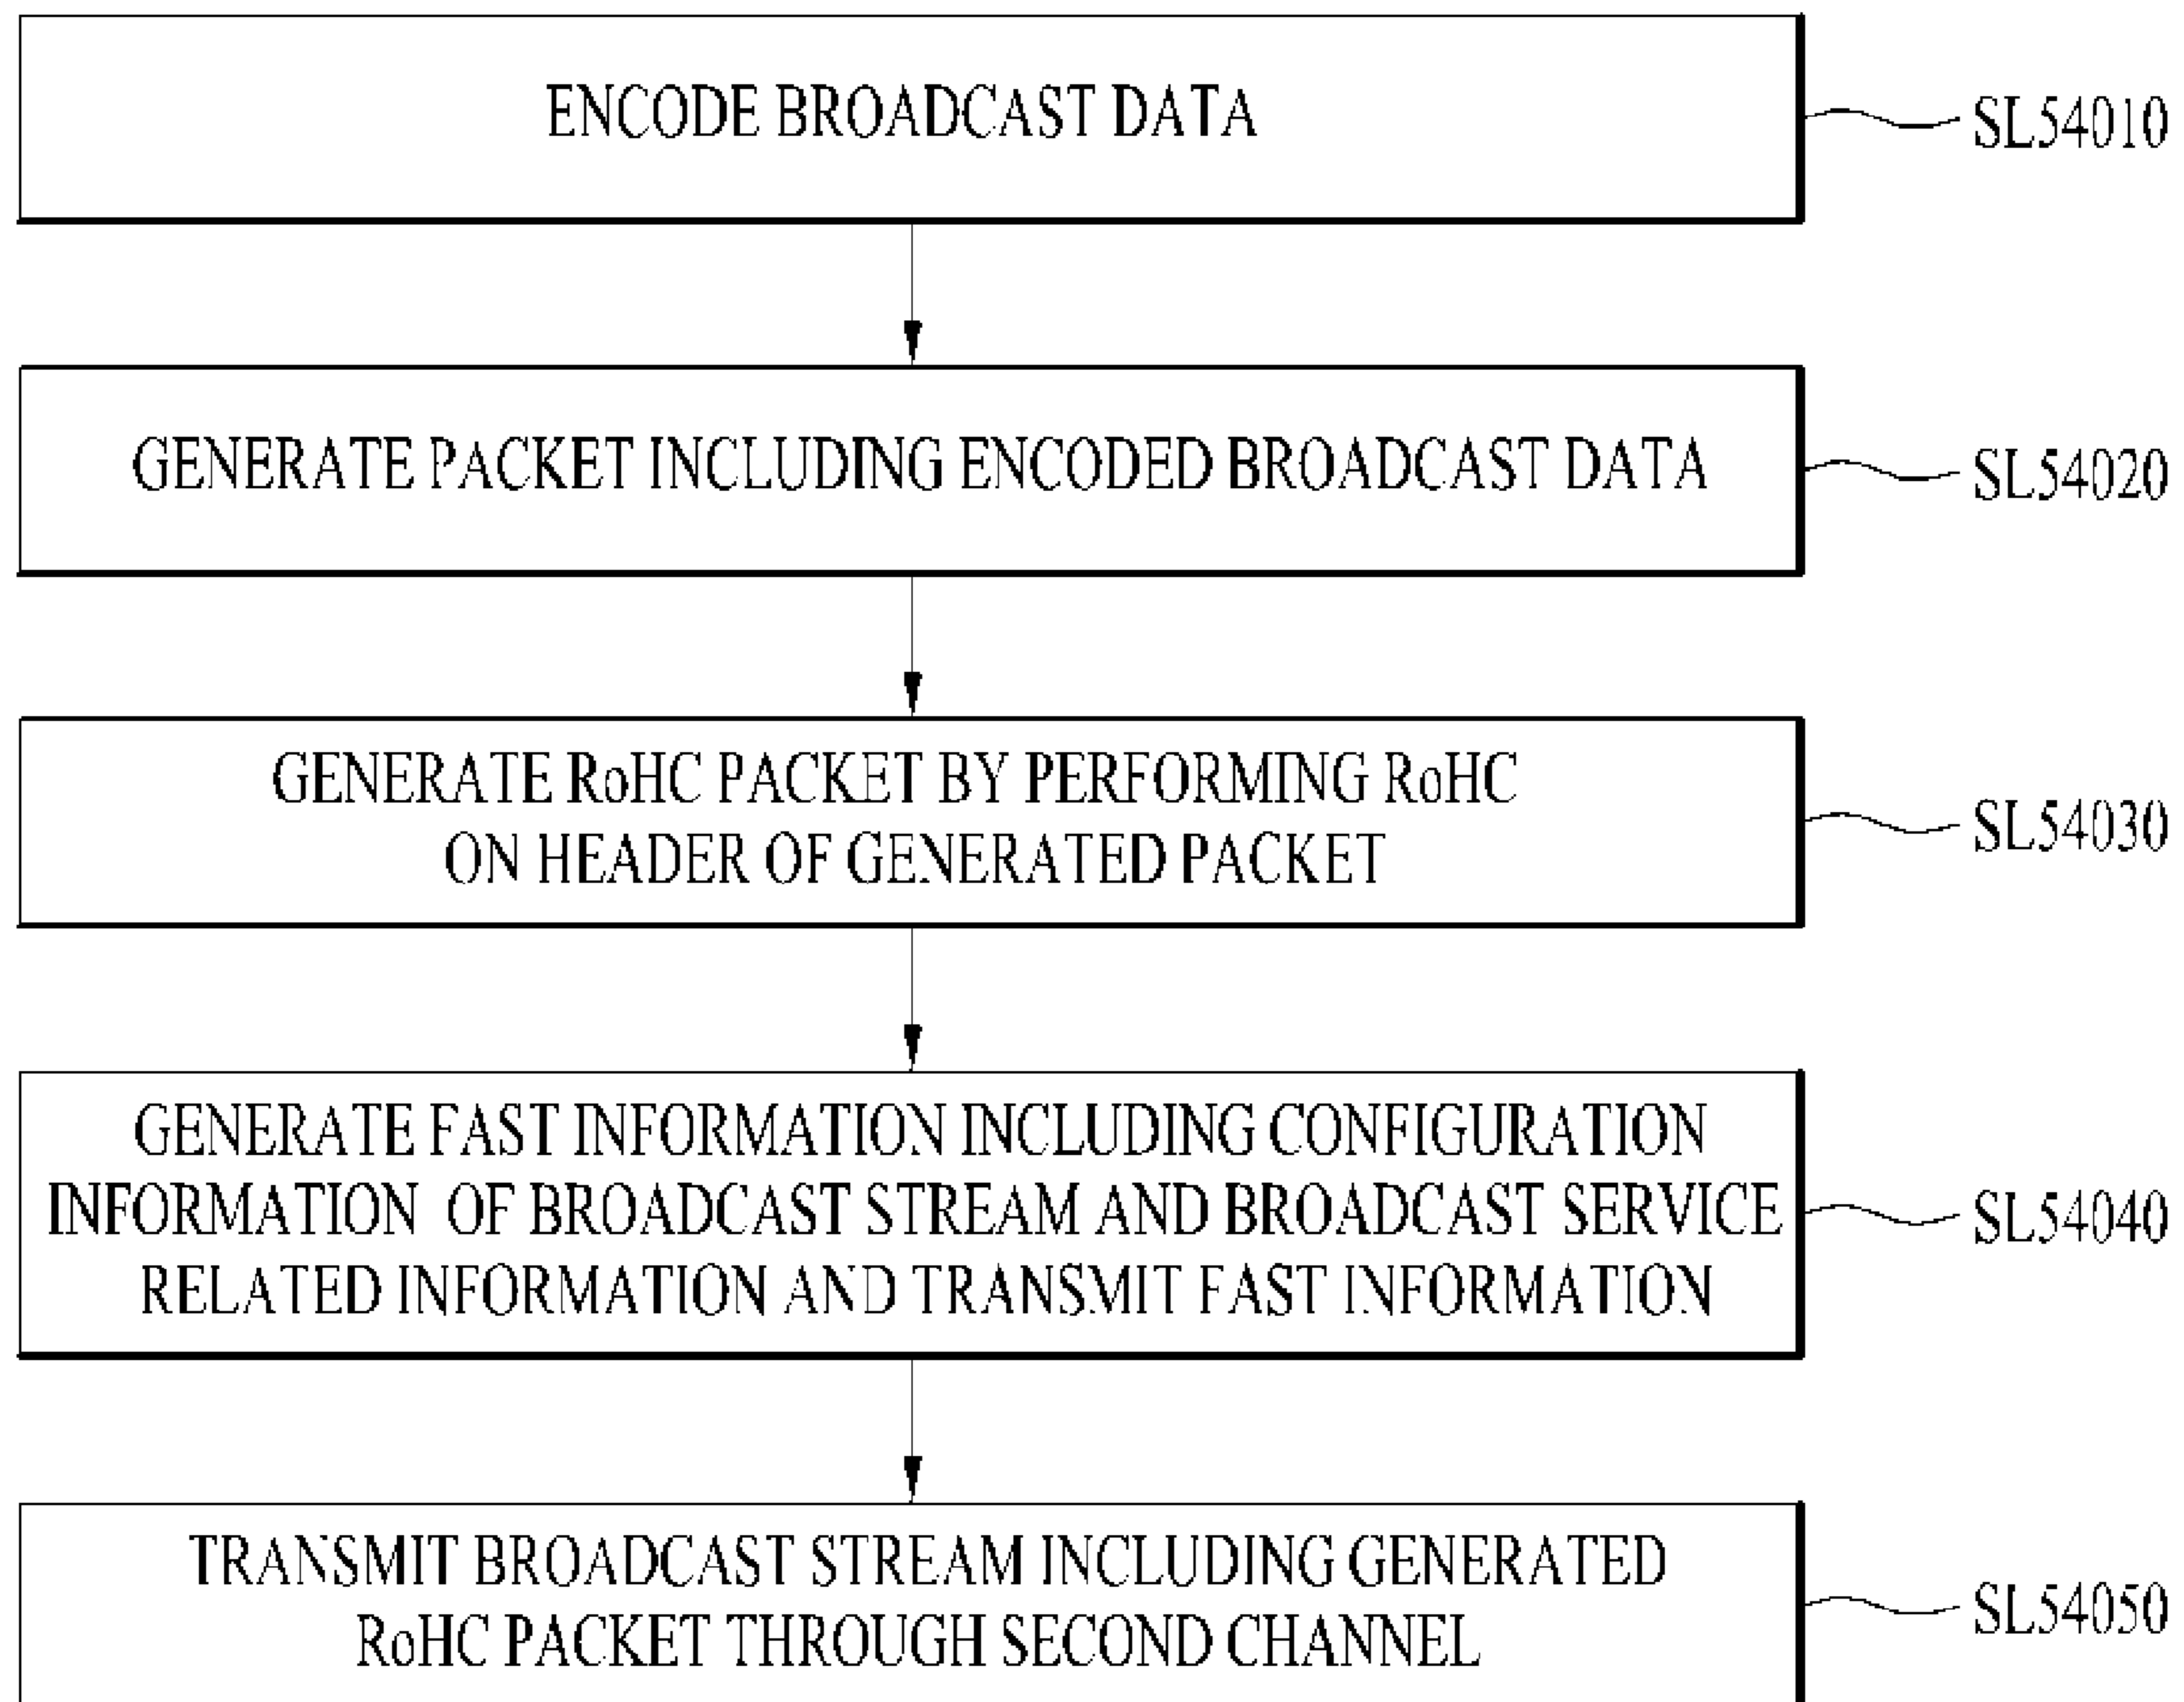 ENCODE BROADCAST DATA
SL54010
GENERATE PACKET INCLUDING ENCODED BROADCAST DATA
SL54020
GENERATE RoHC PACKET BY PERFORMING RoHC
ON HEADER OF GENERATED PACKET
SL54030
GENERATE FAST INFORMATION INCLUDING CONFIGURATION
INFORMATION OF BROADCAST STREAM AND BROADCAST SERVICE
RELATED INFORMATION AND TRANSMIT FAST INFORMATION
SL54040
TRANSMIT BROADCAST STREAM INCLUDING GENERATED
RoHC PACKET THROUGH SECOND CHANNEL
SL54050